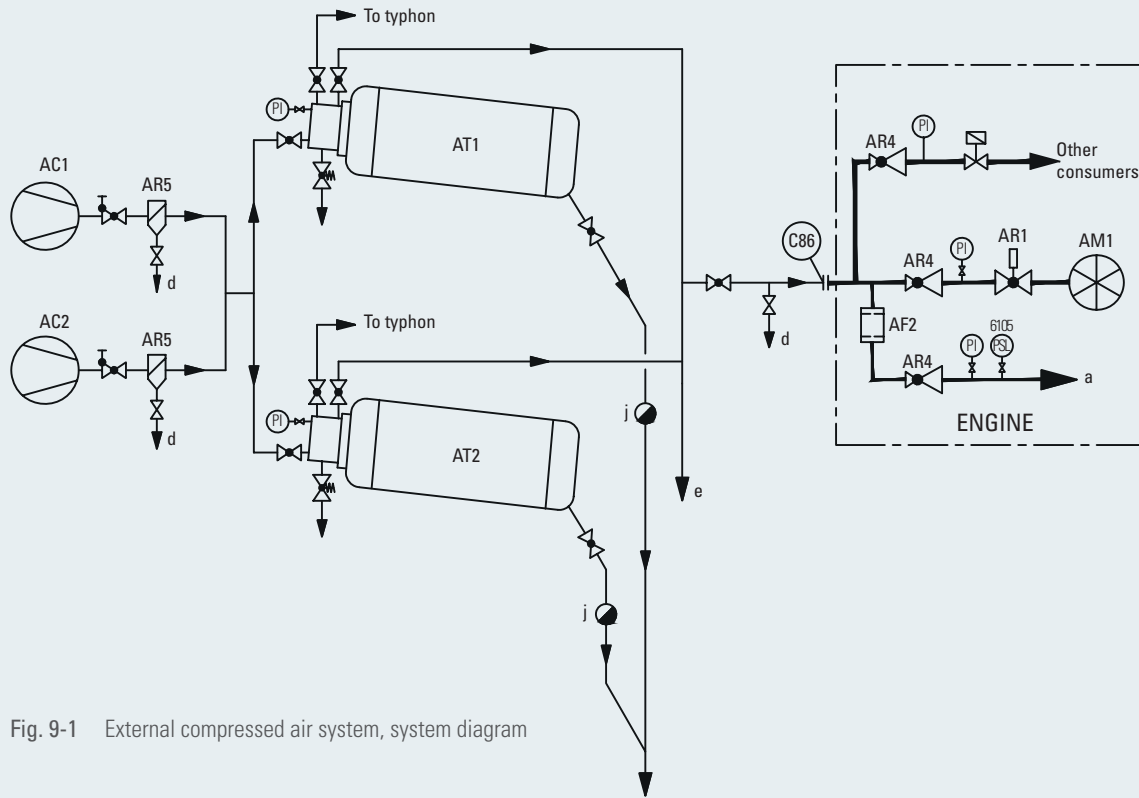 To typhon
PI
AT1
AC1
AR5
d
AC2
AR5
d
To typhon
PI
AT2
j
j
e
C86
d
AR4
PI
Other
consumers
AR4
PI
AR1
AM1
AF2
AR4
PI
6105
PSL
a
ENGINE
Fig. 9-1 External compressed air system, system diagram